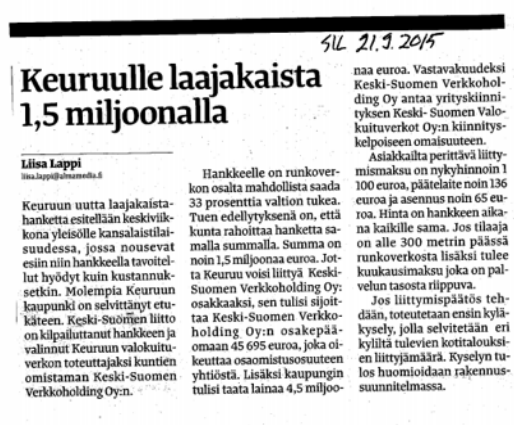 SLL 21.9.2015
Keuruulle laajakaista
1,5 miljoonalla
Liisa Lappi
liisa.lappi@almamedia.fi
Keuruun uutta laajakaista-
hanketta esitellään keskiviik-
kona yleisölle kansalaistilai-
suudessa, jossa nousevat
esiin niin hankkeella tavoitel-
lut hyödyt kuin kustannuk-
setkin. Molempia Keuruun
kaupunki on selvittänyt etu-
käteen. Keski-Suomen liitto
on kilpailuttanut hankkeen ja
valinnut Keuruun valokuitu-
verkon toteuttajaksi kuntien
omistaman Keski-Suomen
Verkkoholding Oy:n.
Hankkeelle on runkover-
kon osalta mahdollista saada
33 prosenttia valtion tukea.
Tuen edellytyksenä on, että
kunta rahoittaa hanketta sa-
malla summalla. Summa on
noin 1,5 miljoonaa euroa. Jot-
ta Keuruu voisi liittyä Keski-
Suomen Verkkoholding Oy:
osakkaaksi, sen tulisi sijoit-
taa Keski-Suomen Verkko-
holding Oy:n osakepää-
omaan 45 695 euroa, joka oi-
keuttaa osaomistusosuuteen
yhtiöstä. Lisäksi kaupungin
tulisi taata lainaa 4,5 miljoo-
naa euroa. Vastavakuudeksi
Keski-Suomen Verkkohol-
ding Oy antaa yrityskiinni-
tyksen Keski- Suomen Valo-
kuituverkot Oy:n kiinnitys-
kelpoiseen omaisuuteen.
Asiakkailta perittävä liitty-
mismaksu on nykyhinnoin 1
100 euroa, päätelaite noin 136
euroa ja asennus noin 65 eu-
roa. Hinta on hankkeen aika-
na kaikille sama. Jos tilaaja
on alle 300 metrin päässä
runkoverkosta lisäksi tulee
kuukausimaksu joka on pal-
velun tasosta riippuva.
Jos liittymispäätös teh-
dään, toteutetaan ensin kylä-
kysely, jolla selvitetään eri
kyliltä tulevien kotitalouksi-
en liittyjämäärä. Kyselyn tu-
los huomioidaan rakennus-
suunnitelmassa.